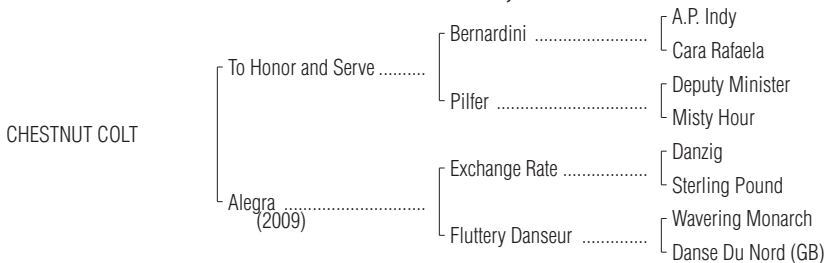 A.P. Indy
Bernardini ..............................
Cara Rafaela
To Honor and Serve ..........
Deputy Minister
Pilfer ........................................
Misty Hour
CHESTNUT COLT
Danzig
Exchange Rate ......................
Sterling Pound
Alegra .....................................
(2009)
Wavering Monarch
Fluttery Danseur .................
Danse Du Nord (GB)